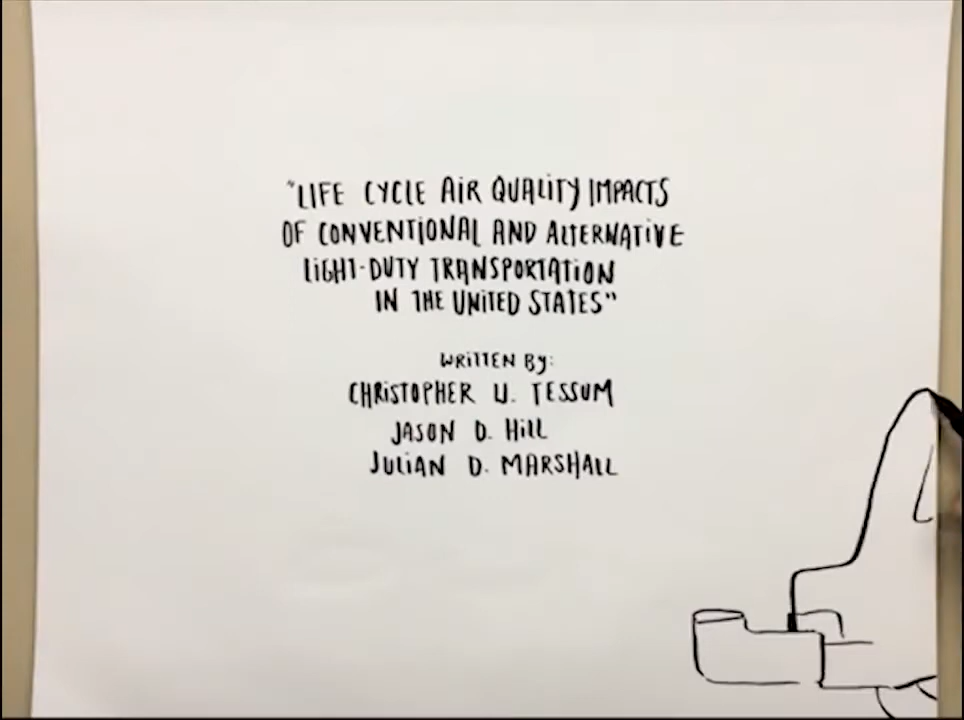 "LIFE CYCLE AIR QUALITY IMPACTS
OF CONVENTIONAL AND ALTERNATIVE
LIGHT-DUTY TRANSPORTATION
IN THE UNITED STATES"
WRITTEN BY:
CHRISTOPHER W. TESSUM
JASON D. HILL
JULIAN D. MARSHALL